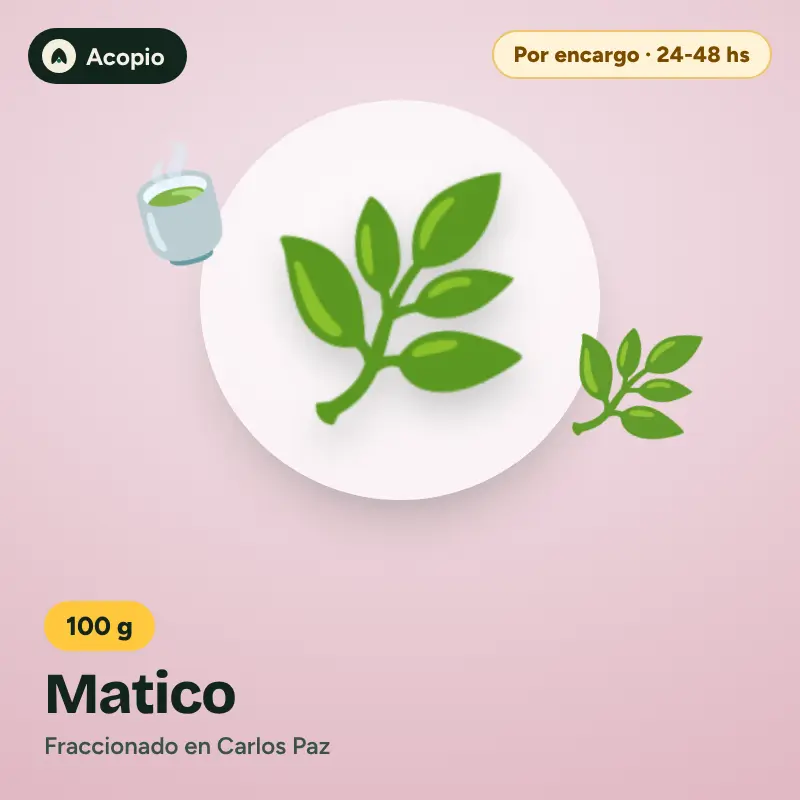 Acopio
Por encargo · 24-48 hs
100 g
Matico
Fraccionado en Carlos Paz